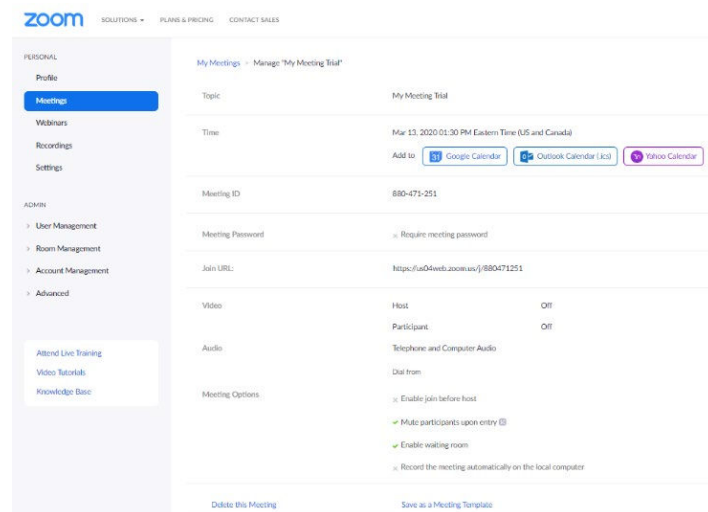 zoom SOLUTIONS PLANS & PRICING CONTACT SALES
PERSONAL
Profile
Meetings
Webinars
Recordings
Settings
ADMIN
User Management
Room Management
Account Management
Advanced
Attend Live Training
Video Tutorials
Knowledge Base
My Meetings > Manage "My Meeting Trial"
Topic My Meeting Trial
Time Mar 13, 2020 01:30 PM Eastern Time (US and Canada)
Add to 31 Google Calendar Outlook Calendar (.ics) Yahoo Calendar
Meeting ID 880-471-251
Meeting Password Require meeting password
Join URL: https://us04web.zoom.us/j/880471251
Video Host Off
Participant Off
Audio Telephone and Computer Audio
Dial from
Meeting Options Enable join before host
Mute participants upon entry
Enable waiting room
Record the meeting automatically on the local computer
Delete this Meeting Save as a Meeting Template